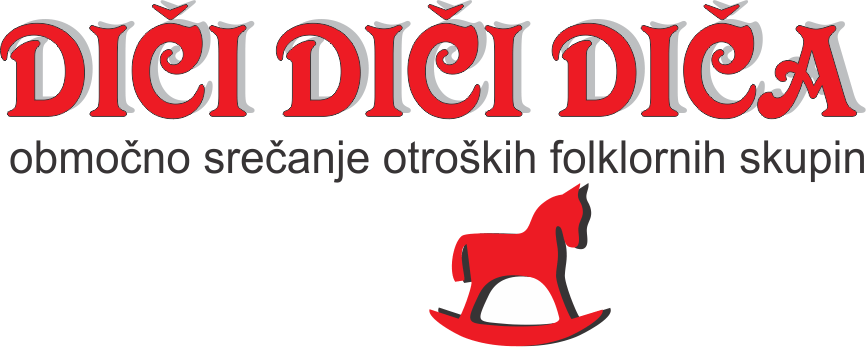 DIČI DIČI DIČA
območno srečanje otroških folklornih skupin